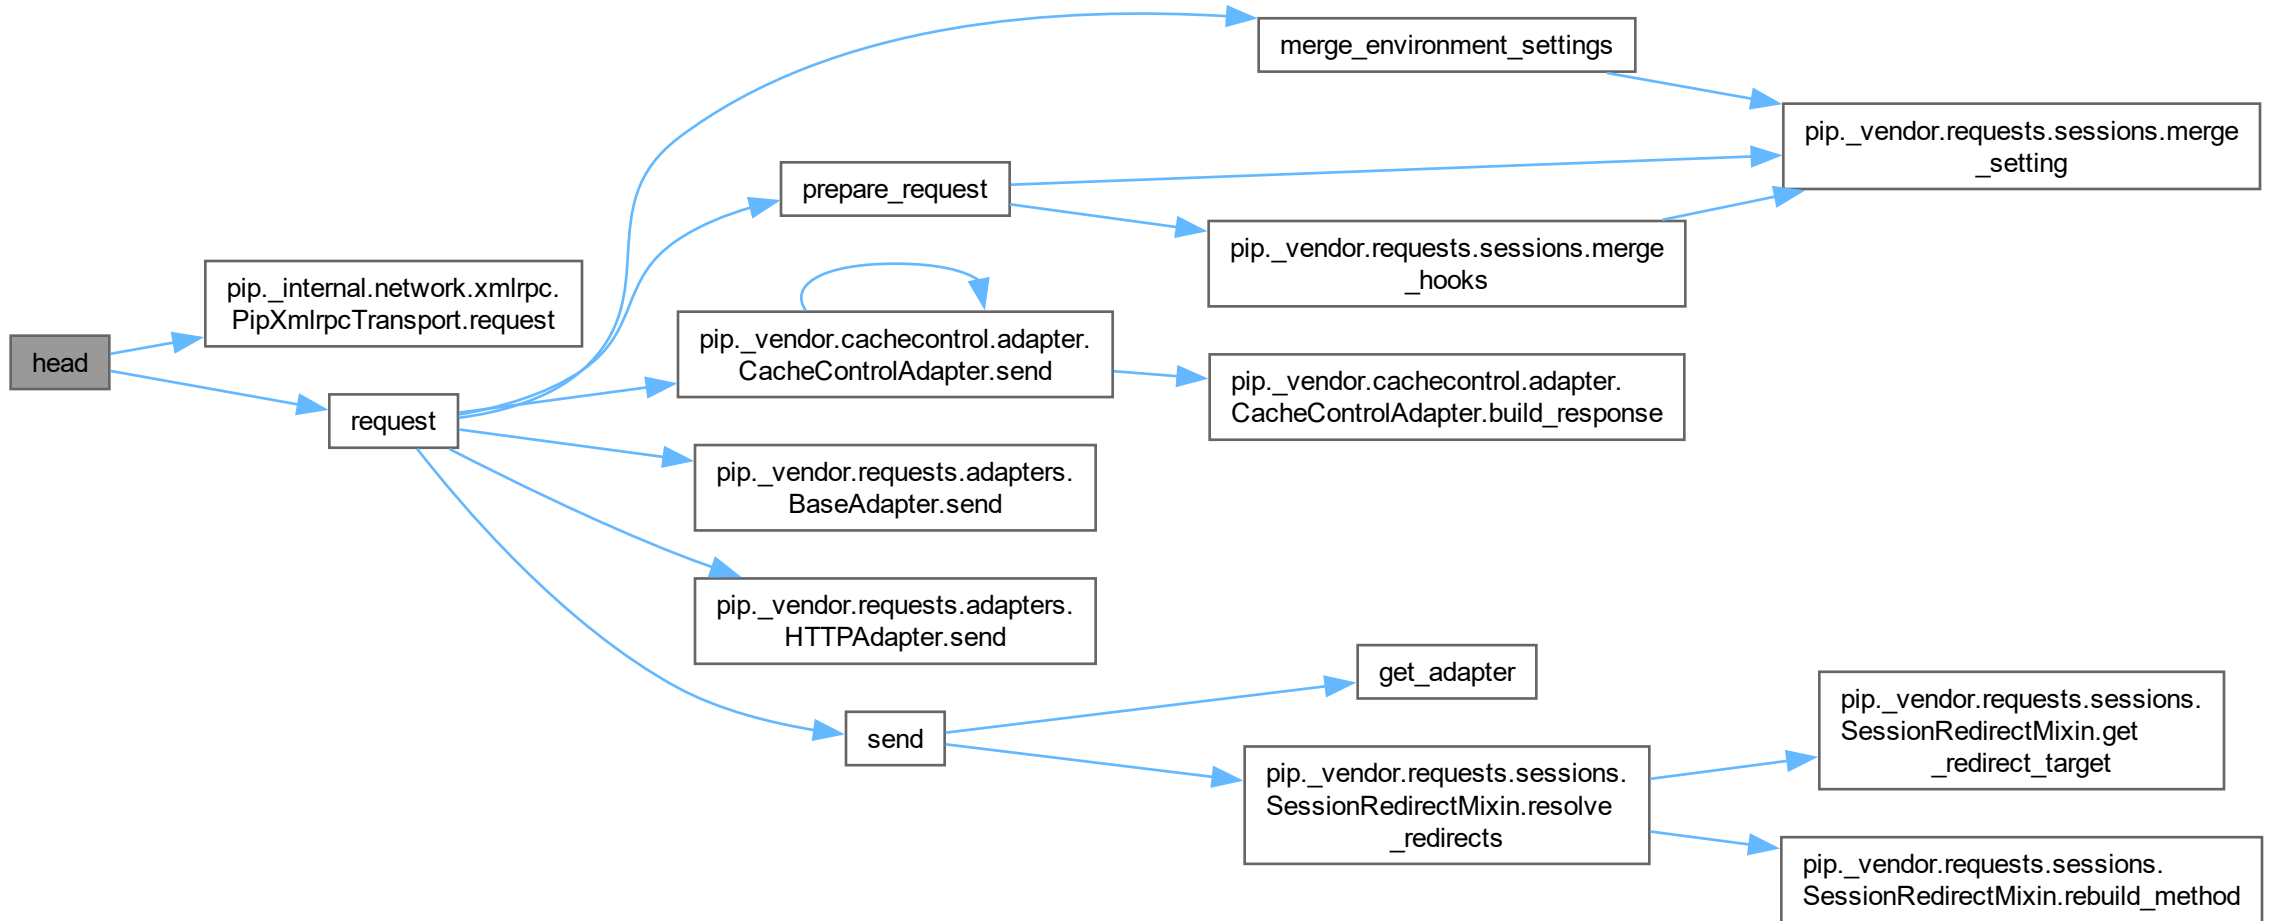 head
pip._internal.network.xmlrpc.
PipXmlrpcTransport.request
request
merge_environment_settings
prepare_request
pip._vendor.cachecontrol.adapter.
CacheControlAdapter.send
pip._vendor.requests.adapters.
BaseAdapter.send
pip._vendor.requests.adapters.
HTTPAdapter.send
send
pip._vendor.requests.sessions.merge
_setting
pip._vendor.requests.sessions.merge
_hooks
pip._vendor.cachecontrol.adapter.
CacheControlAdapter.build_response
get_adapter
pip._vendor.requests.sessions.
SessionRedirectMixin.resolve
_redirects
pip._vendor.requests.sessions.
SessionRedirectMixin.get
_redirect_target
pip._vendor.requests.sessions.
SessionRedirectMixin.rebuild_method